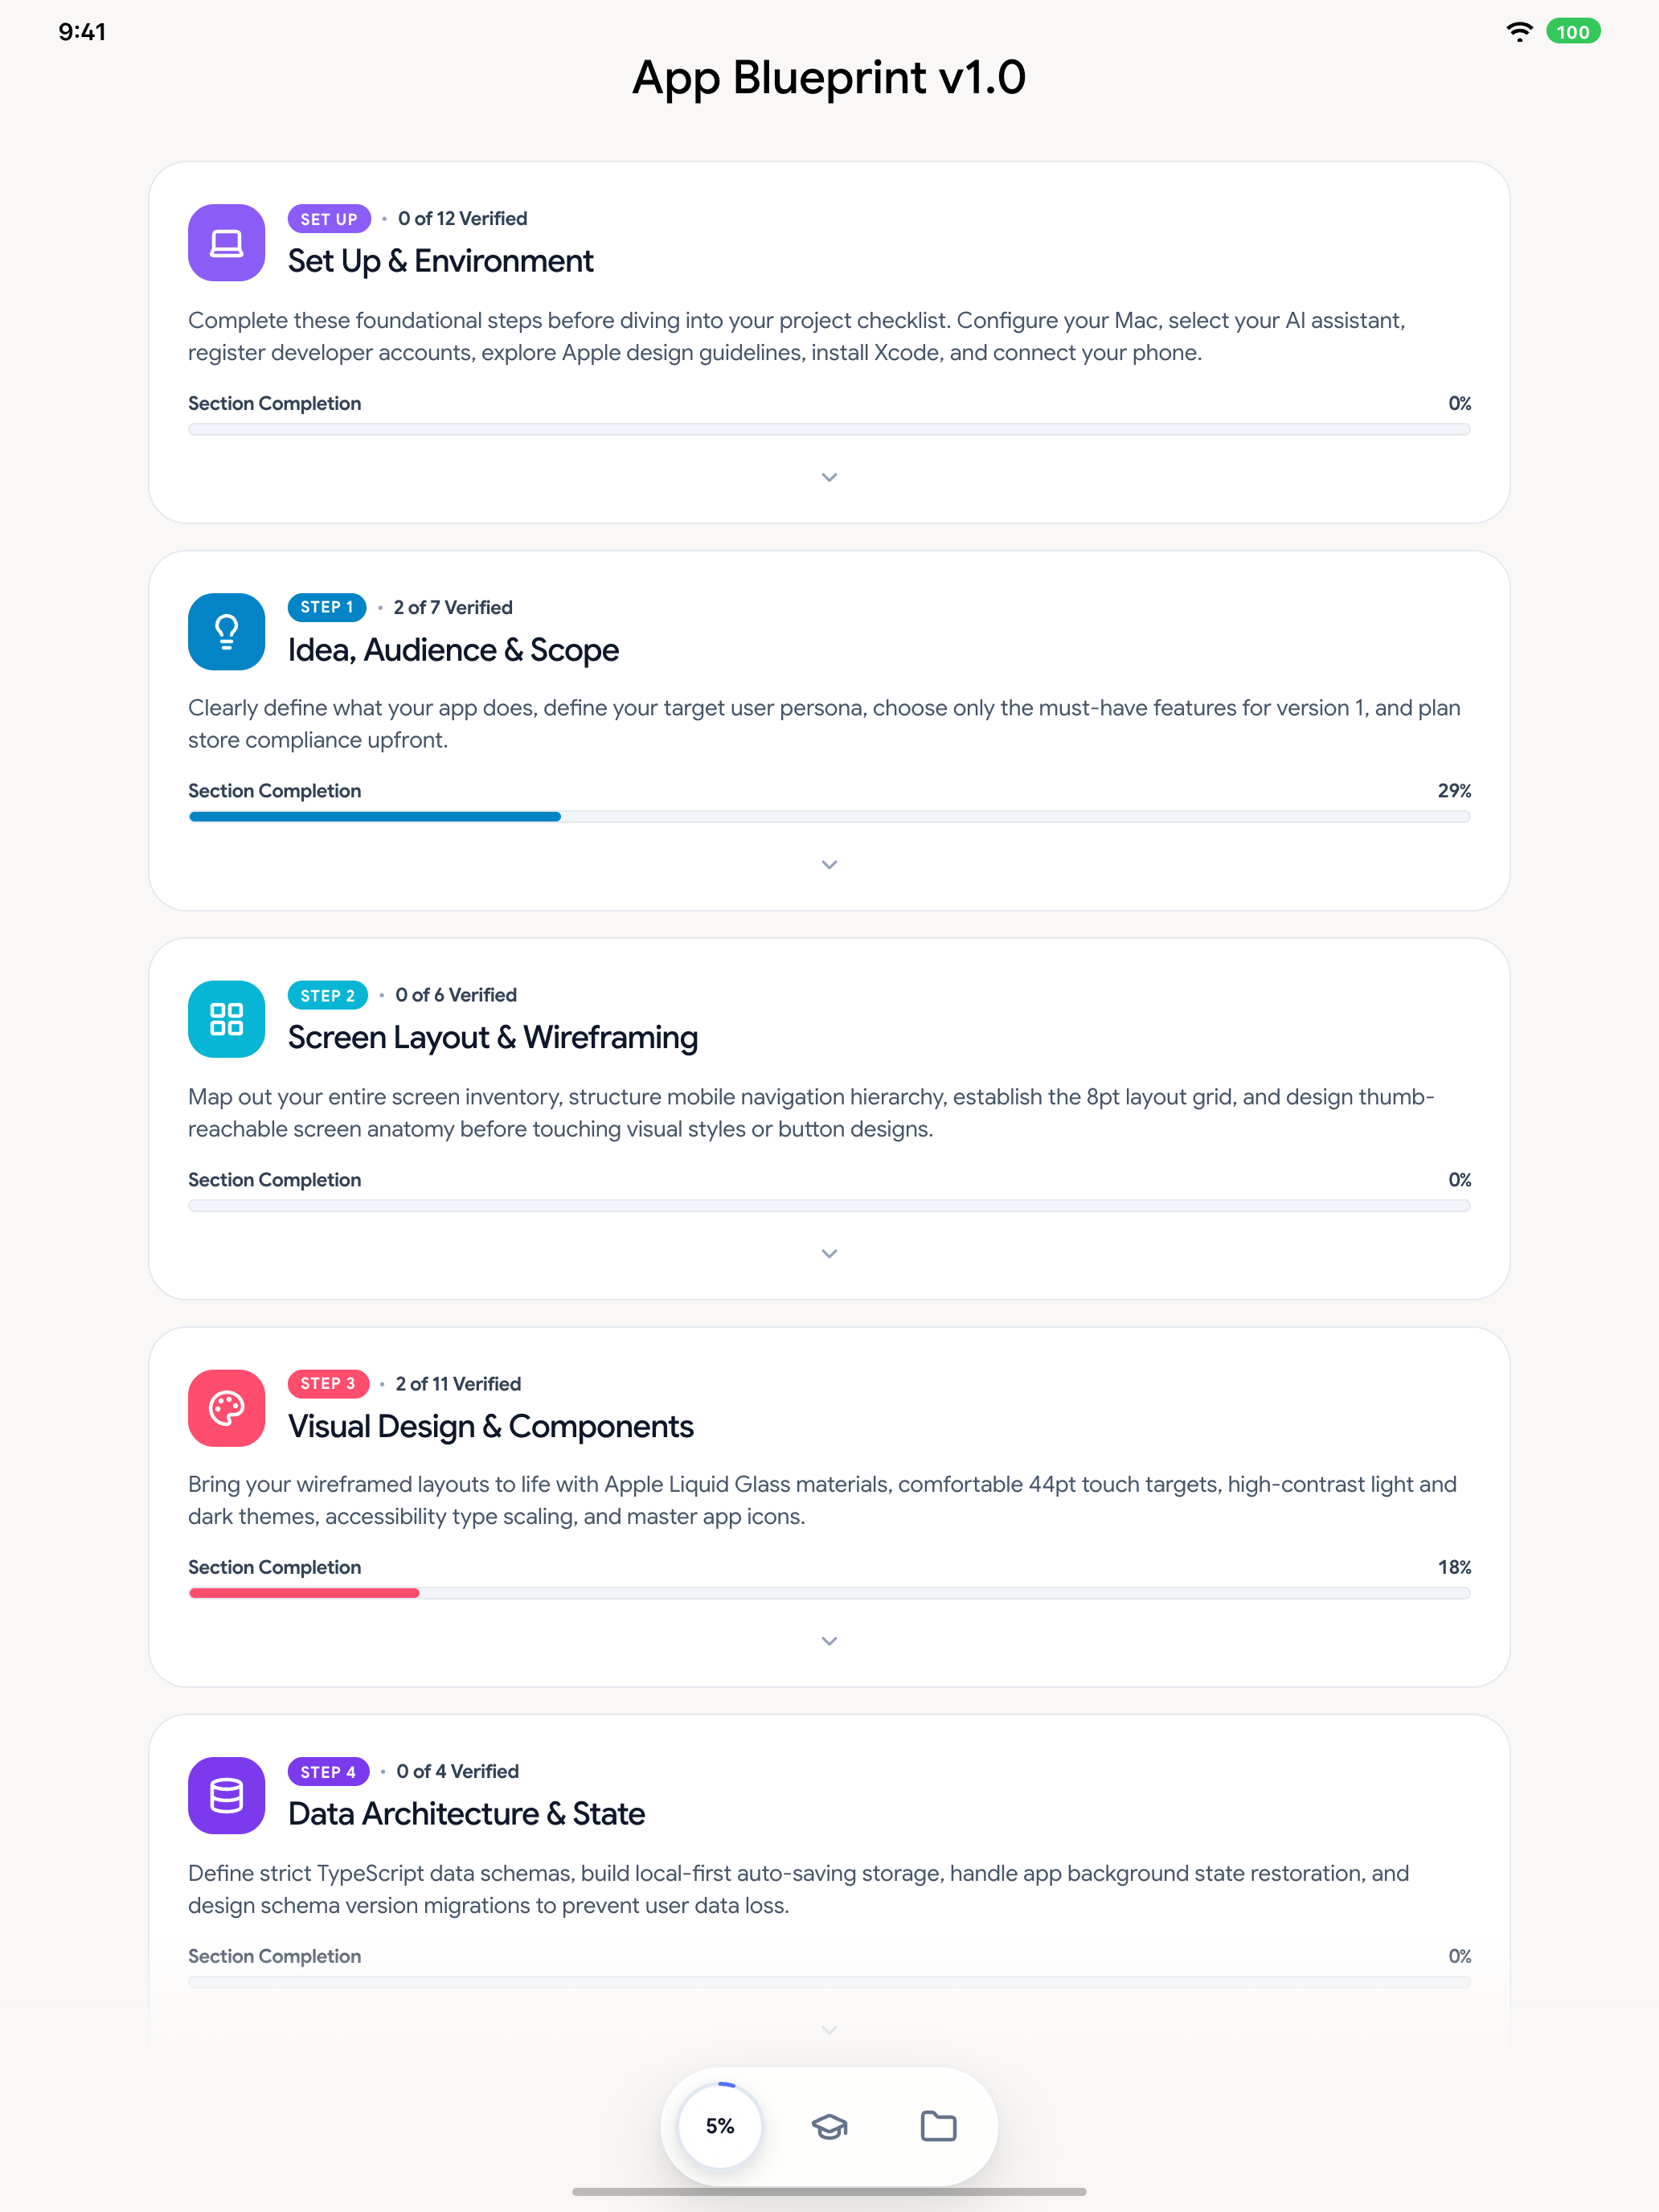 9:41
100
App Blueprint v1.0
SET UP • 0 of 12 Verified
Set Up & Environment
Complete these foundational steps before diving into your project checklist. Configure your Mac, select your AI assistant,
register developer accounts, explore Apple design guidelines, install Xcode, and connect your phone.
Section Completion 0%
STEP 1 • 2 of 7 Verified
Idea, Audience & Scope
Clearly define what your app does, define your target user persona, choose only the must-have features for version 1, and plan
store compliance upfront.
Section Completion 29%
STEP 2 • 0 of 6 Verified
Screen Layout & Wireframing
Map out your entire screen inventory, structure mobile navigation hierarchy, establish the 8pt layout grid, and design thumb-
reachable screen anatomy before touching visual styles or button designs.
Section Completion 0%
STEP 3 • 2 of 11 Verified
Visual Design & Components
Bring your wireframed layouts to life with Apple Liquid Glass materials, comfortable 44pt touch targets, high-contrast light and
dark themes, accessibility type scaling, and master app icons.
Section Completion 18%
STEP 4 • 0 of 4 Verified
Data Architecture & State
Define strict TypeScript data schemas, build local-first auto-saving storage, handle app background state restoration, and
design schema version migrations to prevent user data loss.
Section Completion 0%
5%